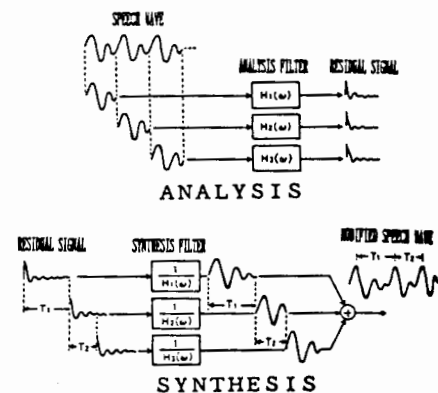 SPEECH WAVE
ANALYSIS FILTER RESIDUAL SIGNAL
H₁(ω)
H₂(ω)
H₃(ω)
ANALYSIS
RESIDUAL SIGNAL SYNTHESIS FILTER MODIFIED SPEECH WAVE
T₁ T₂
1/H₁(ω)
T₁ T₁
1/H₂(ω)
T₂ T₂
1/H₃(ω)
+
SYNTHESIS